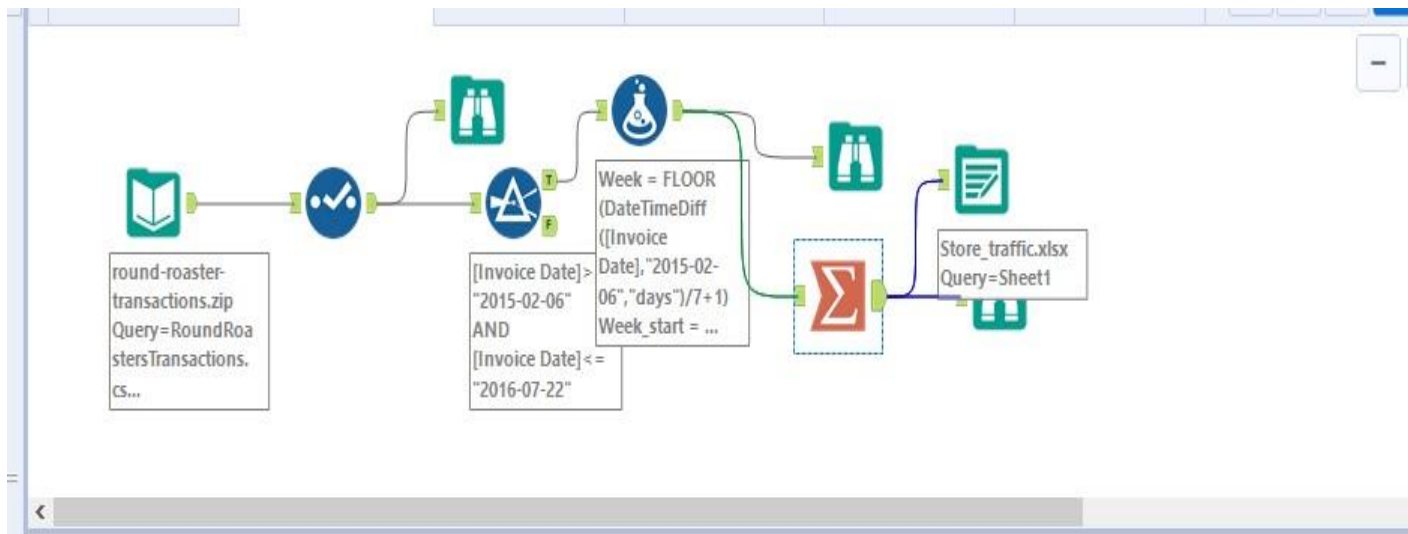 T
F
round-roaster-
transactions.zip
Query=RoundRoa
stersTransactions.
cs...
[Invoice Date]>
"2015-02-06"
AND
[Invoice Date]<=
"2016-07-22"
Week = FLOOR
(DateTimeDiff
([Invoice
Date],"2015-02-
06","days")/7+1)
Week_start = ...
Store_traffic.xlsx
Query=Sheet1